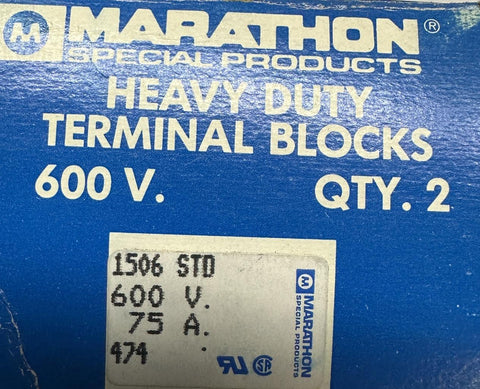 M MARATHON®
SPECIAL PRODUCTS
HEAVY DUTY
TERMINAL BLOCKS
600 V. QTY. 2
1506 STD
600 V.
75 A.
474 .
M MARATHON
SPECIAL PRODUCTS